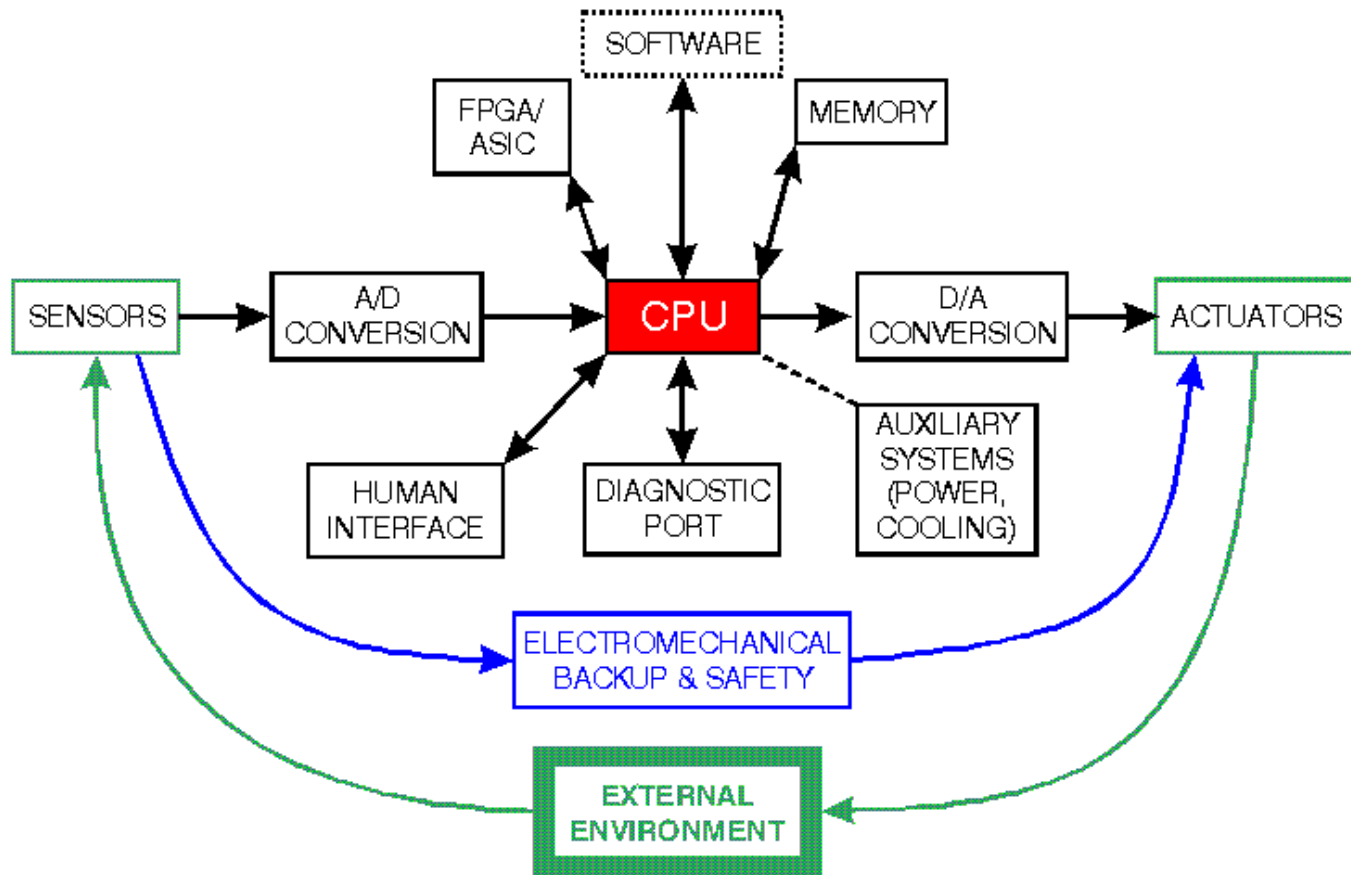 SOFTWARE
FPGA/
ASIC
MEMORY
SENSORS
A/D
CONVERSION
CPU
D/A
CONVERSION
ACTUATORS
HUMAN
INTERFACE
DIAGNOSTIC
PORT
AUXILIARY
SYSTEMS
(POWER,
COOLING)
ELECTROMECHANICAL
BACKUP & SAFETY
EXTERNAL
ENVIRONMENT